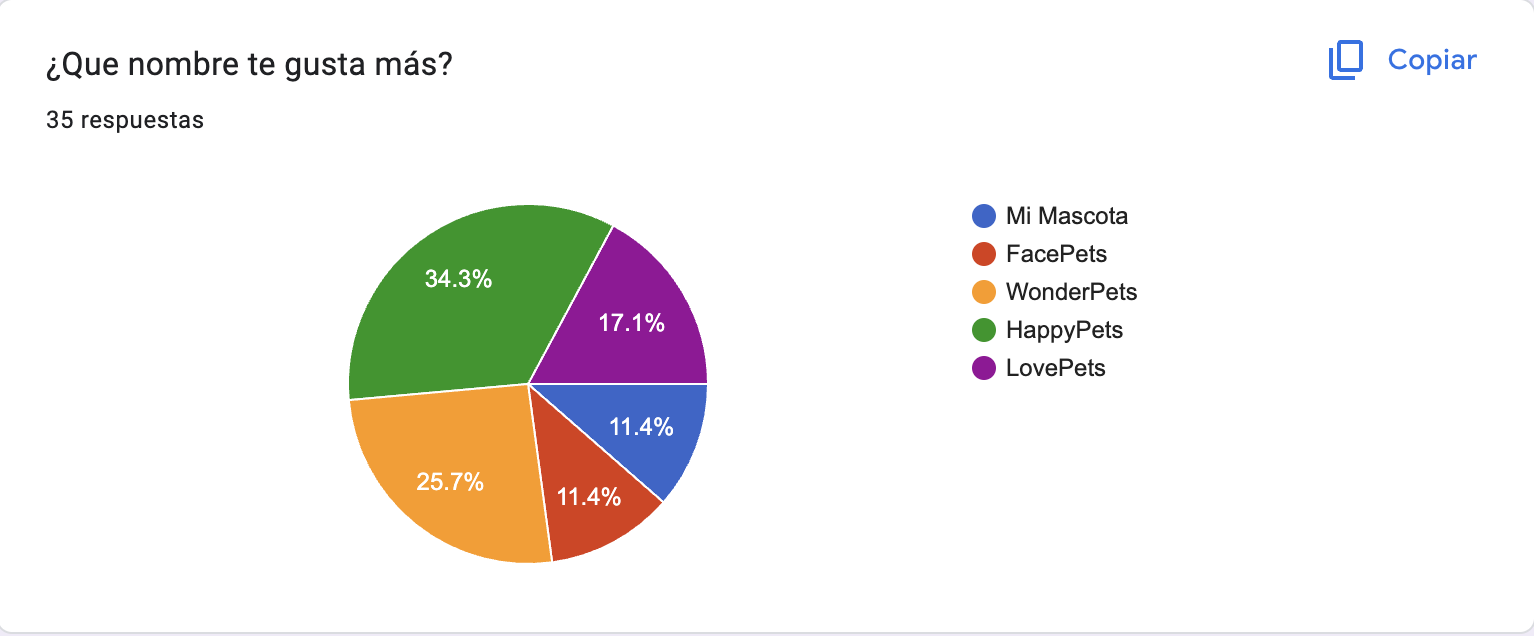 ¿Que nombre te gusta más?
Copiar
35 respuestas
Mi Mascota
FacePets
WonderPets
HappyPets
LovePets
34.3%
17.1%
11.4%
25.7%
11.4%